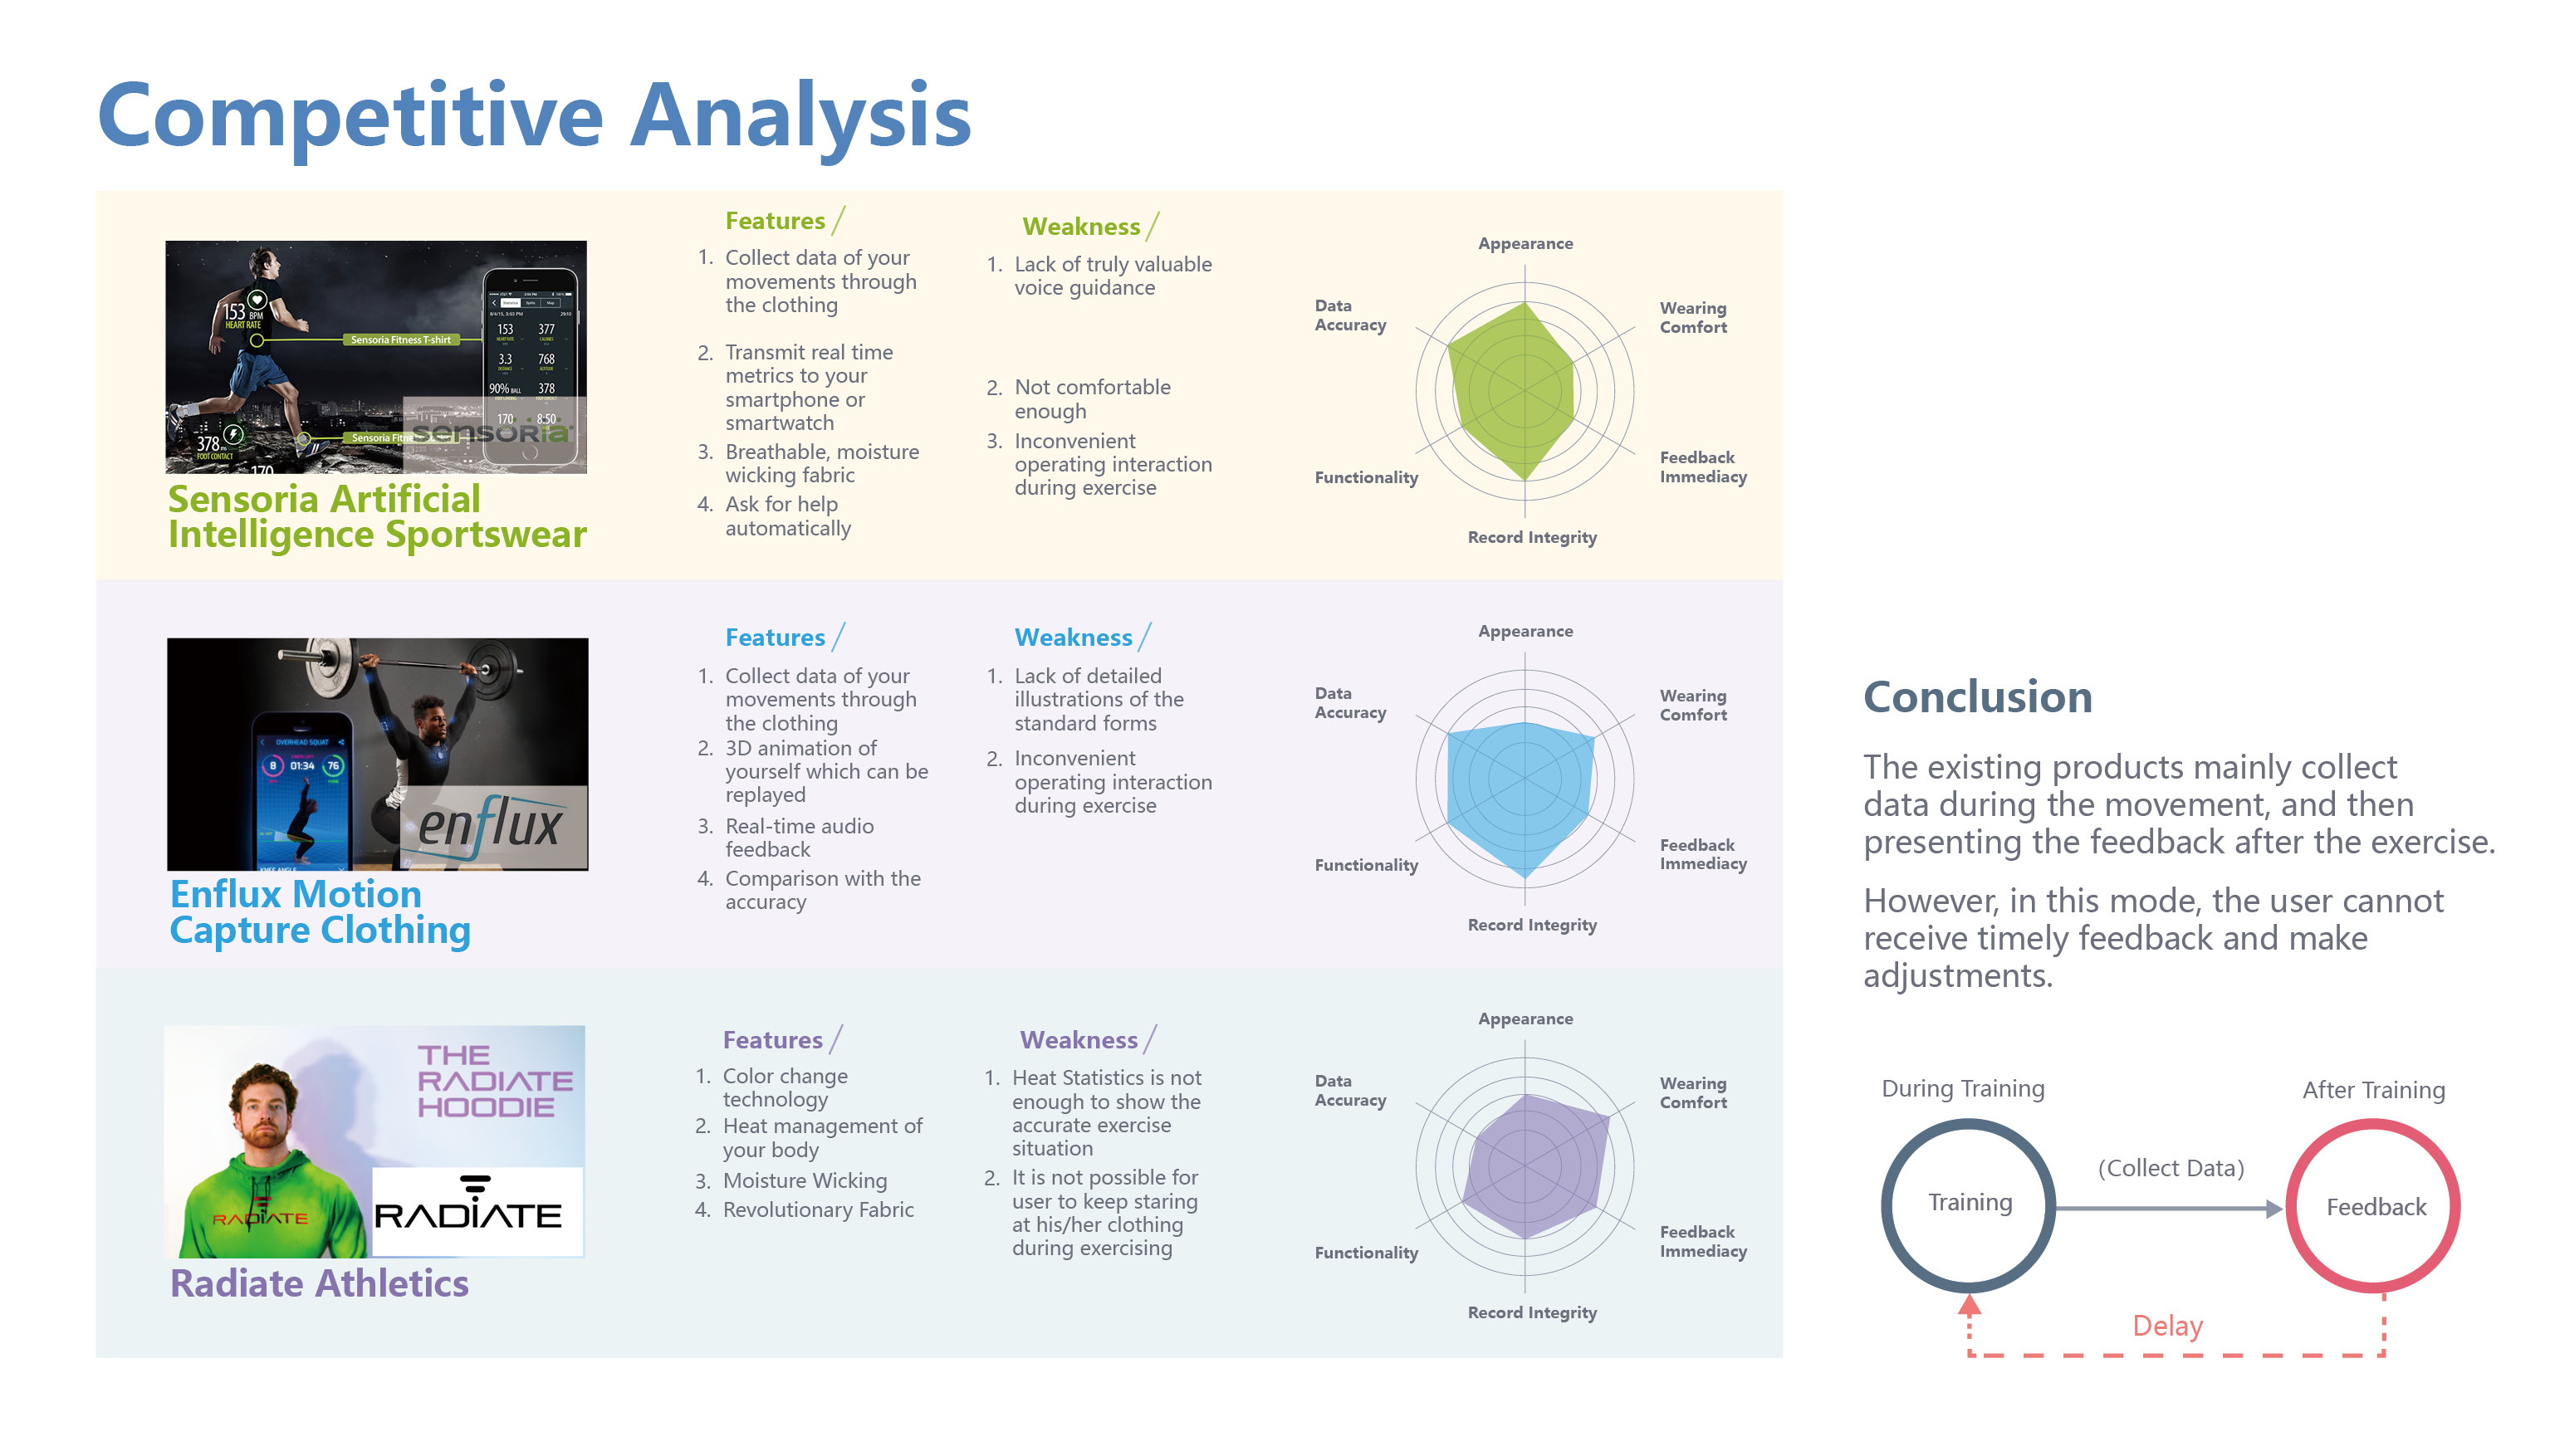 Competitive Analysis
153 BPM
HEART RATE
Sensoria Fitness T-shirt
153
377
3.3
768
90% BALL
378
170
8:50
Sensoria Fitne
sensoria
378
FOOT CONTACT
170
Sensoria Artificial
Intelligence Sportswear
Features
1. Collect data of your
movements through
the clothing
2. Transmit real time
metrics to your
smartphone or
smartwatch
3. Breathable, moisture
wicking fabric
4. Ask for help
automatically
Weakness
1. Lack of truly valuable
voice guidance
2. Not comfortable
enough
3. Inconvenient
operating interaction
during exercise
Appearance
Data
Accuracy
Wearing
Comfort
Functionality
Feedback
Immediacy
Record Integrity
OVERHEAD SQUAT
8
01:34
76
KNEE ANGLE
enflux
Enflux Motion
Capture Clothing
Features
1. Collect data of your
movements through
the clothing
2. 3D animation of
yourself which can be
replayed
3. Real-time audio
feedback
4. Comparison with the
accuracy
Weakness
1. Lack of detailed
illustrations of the
standard forms
2. Inconvenient
operating interaction
during exercise
Appearance
Data
Accuracy
Wearing
Comfort
Functionality
Feedback
Immediacy
Record Integrity
THE
RADIATE
HOODIE
RADIATE
RADIATE
Radiate Athletics
Features
1. Color change
technology
2. Heat management of
your body
3. Moisture Wicking
4. Revolutionary Fabric
Weakness
1. Heat Statistics is not
enough to show the
accurate exercise
situation
2. It is not possible for
user to keep staring
at his/her clothing
during exercising
Appearance
Data
Accuracy
Wearing
Comfort
Functionality
Feedback
Immediacy
Record Integrity
Conclusion
The existing products mainly collect
data during the movement, and then
presenting the feedback after the exercise.
However, in this mode, the user cannot
receive timely feedback and make
adjustments.
During Training
After Training
Training
(Collect Data)
Feedback
Delay